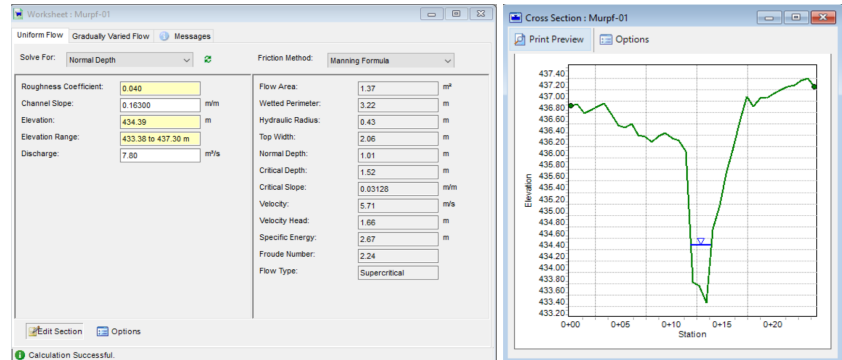 Worksheet : Murpf-01
Uniform Flow Gradually Varied Flow Messages
Solve For: Normal Depth Friction Method: Manning Formula
Roughness Coefficient: 0.040
Channel Slope: 0.16300 m/m
Elevation: 434.39 m
Elevation Range: 433.38 to 437.30 m
Discharge: 7.80 m³/s
Flow Area: 1.37 m²
Wetted Perimeter: 3.22 m
Hydraulic Radius: 0.43 m
Top Width: 2.06 m
Normal Depth: 1.01 m
Critical Depth: 1.52 m
Critical Slope: 0.03128 m/m
Velocity: 5.71 m/s
Velocity Head: 1.66 m
Specific Energy: 2.67 m
Froude Number: 2.24
Flow Type: Supercritical
Edit Section Options
Calculation Successful.
Cross Section : Murpf-01
Print Preview Options
437.40
437.20
437.00
436.80
436.60
436.40
436.20
436.00
435.80
435.60
435.40
435.20
435.00
434.80
434.60
434.40
434.20
434.00
433.80
433.60
433.40
433.20
Elevation
0+00 0+05 0+10 0+15 0+20
Station